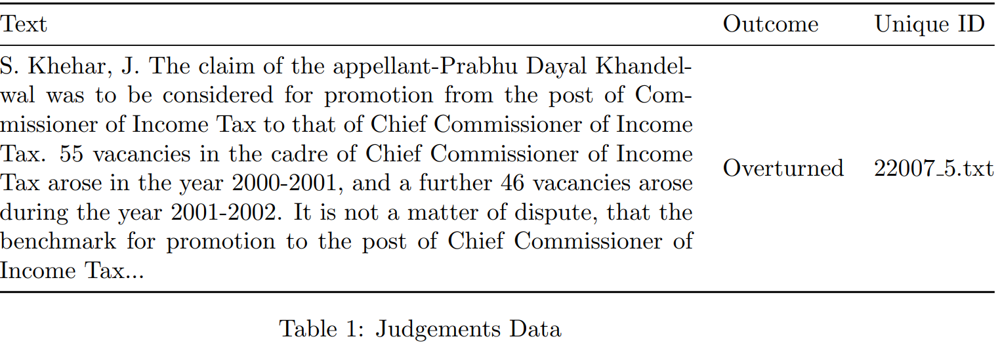 Text Outcome Unique ID
S. Khehar, J. The claim of the appellant-Prabhu Dayal Khandel-
wal was to be considered for promotion from the post of Com-
missioner of Income Tax to that of Chief Commissioner of Income
Tax. 55 vacancies in the cadre of Chief Commissioner of Income
Tax arose in the year 2000-2001, and a further 46 vacancies arose
during the year 2001-2002. It is not a matter of dispute, that the
benchmark for promotion to the post of Chief Commissioner of
Income Tax...
Overturned 22007_5.txt
Table 1: Judgements Data